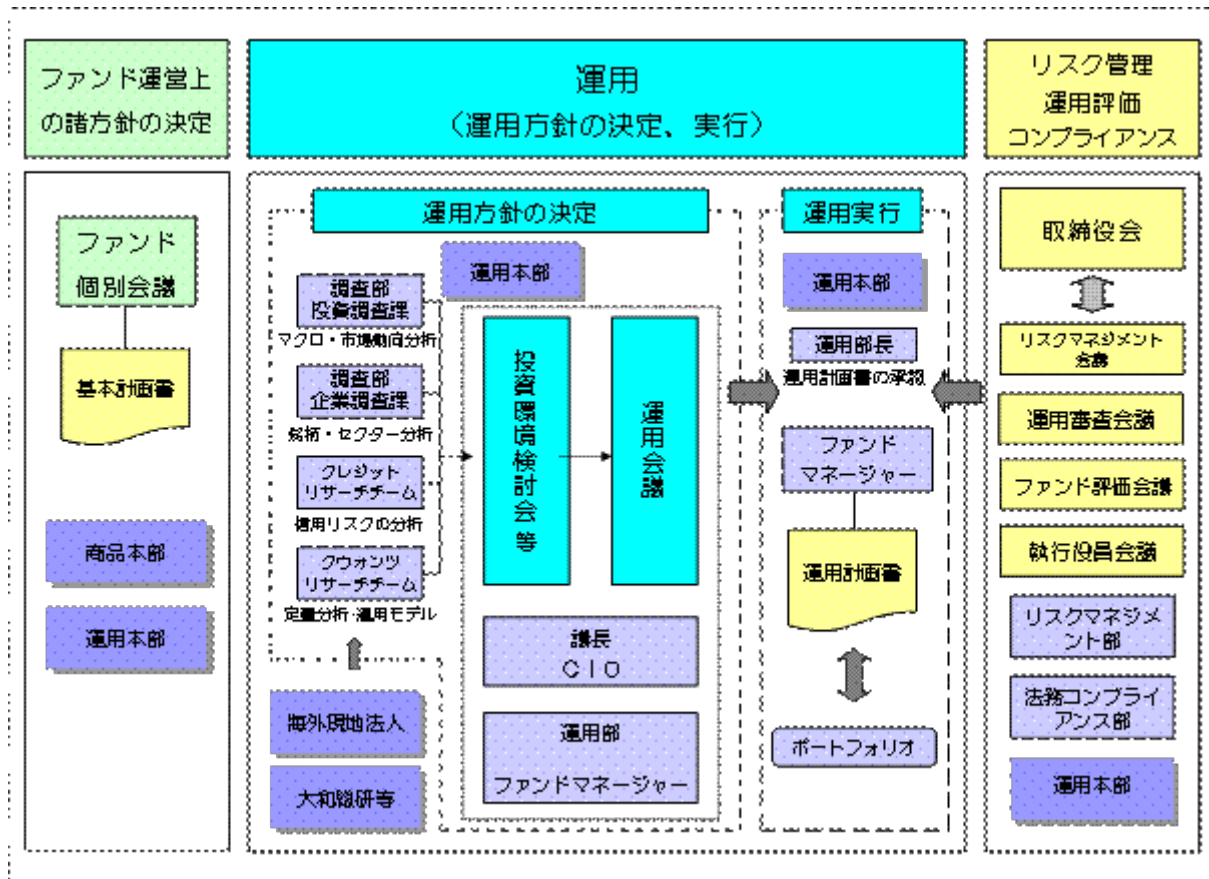 ファンド運営上
の諸方針の決定
運用
（運用方針の決定、実行）
リスク管理
運用評価
コンプライアンス
ファンド
個別会議
基本計画書
商品本部
運用本部
運用方針の決定
運用本部
調査部
投資調査課
マクロ・市場動向分析
調査部
企業調査課
銘柄・セクター分析
クレジット
リサーチチーム
信用リスクの分析
クウォンツ
リサーチチーム
定量分析・運用モデル
海外現地法人
大和総研等
投資環境検討会等
運用会議
議長
ＣＩＯ
運用部
ファンドマネージャー
運用実行
運用本部
運用部長
運用計画書の承認
ファンド
マネージャー
運用計画書
ポートフォリオ
取締役会
リスクマネジメント
会議
運用審査会議
ファンド評価会議
執行役員会議
リスクマネジメ
ント部
法務コンプライ
アンス部
運用本部